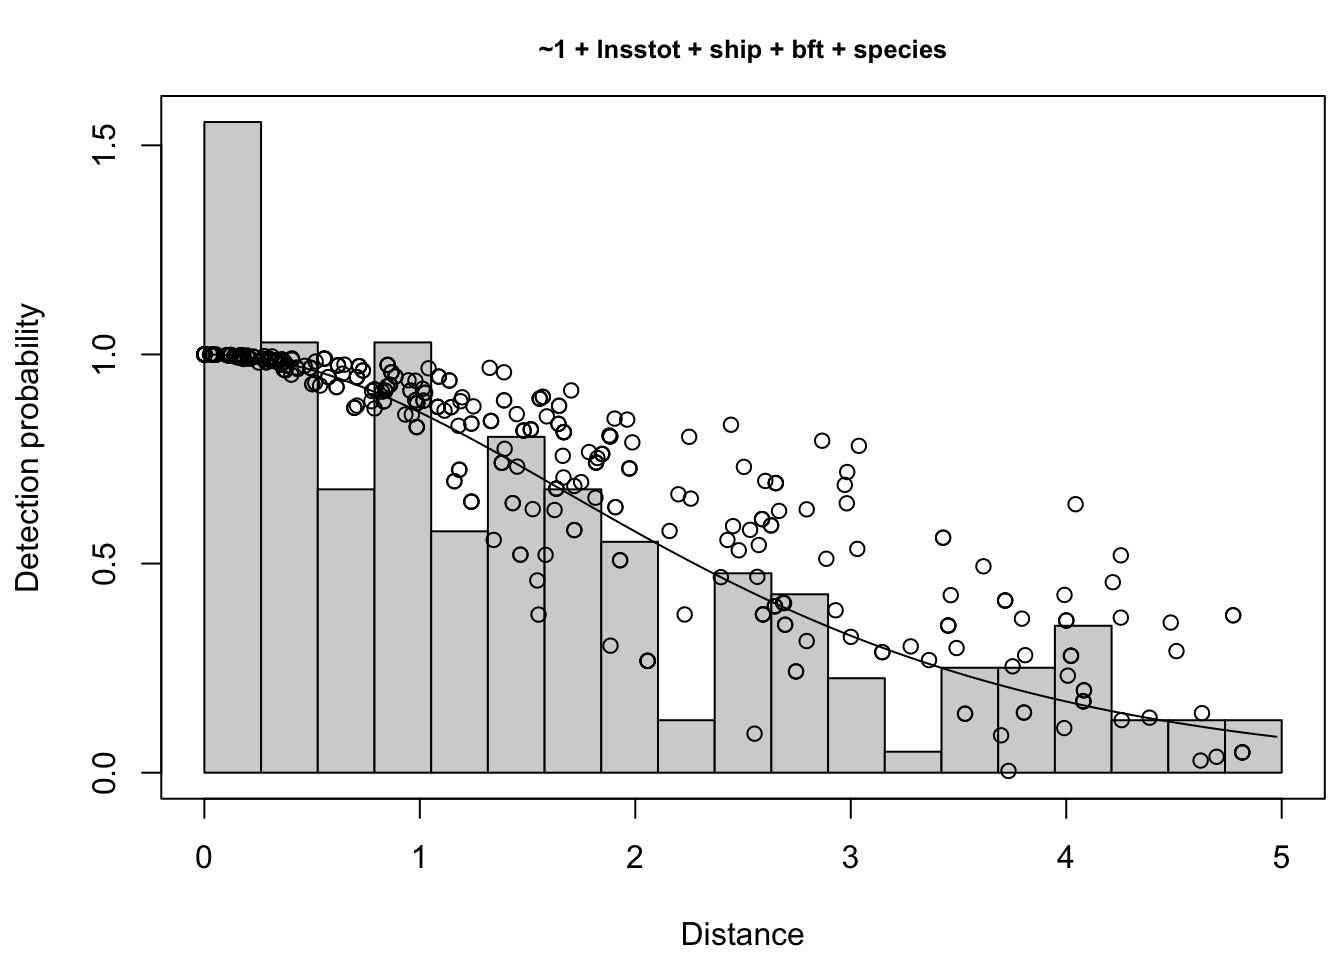 ~1 + lnsstot + ship + bft + species
1.5
1.0
0.5
0.0
Detection probability
0 1 2 3 4 5
Distance